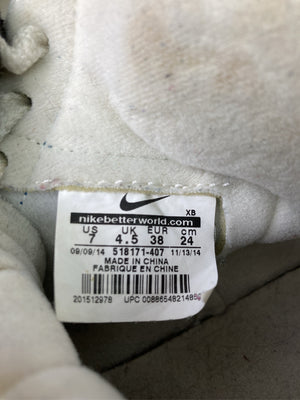 XB
nikebetterworld.com
US UK EUR cm
7 4.5 38 24
09/09/14 518171-407 11/13/14
MADE IN CHINA
FABRIQUE EN CHINE
201512978